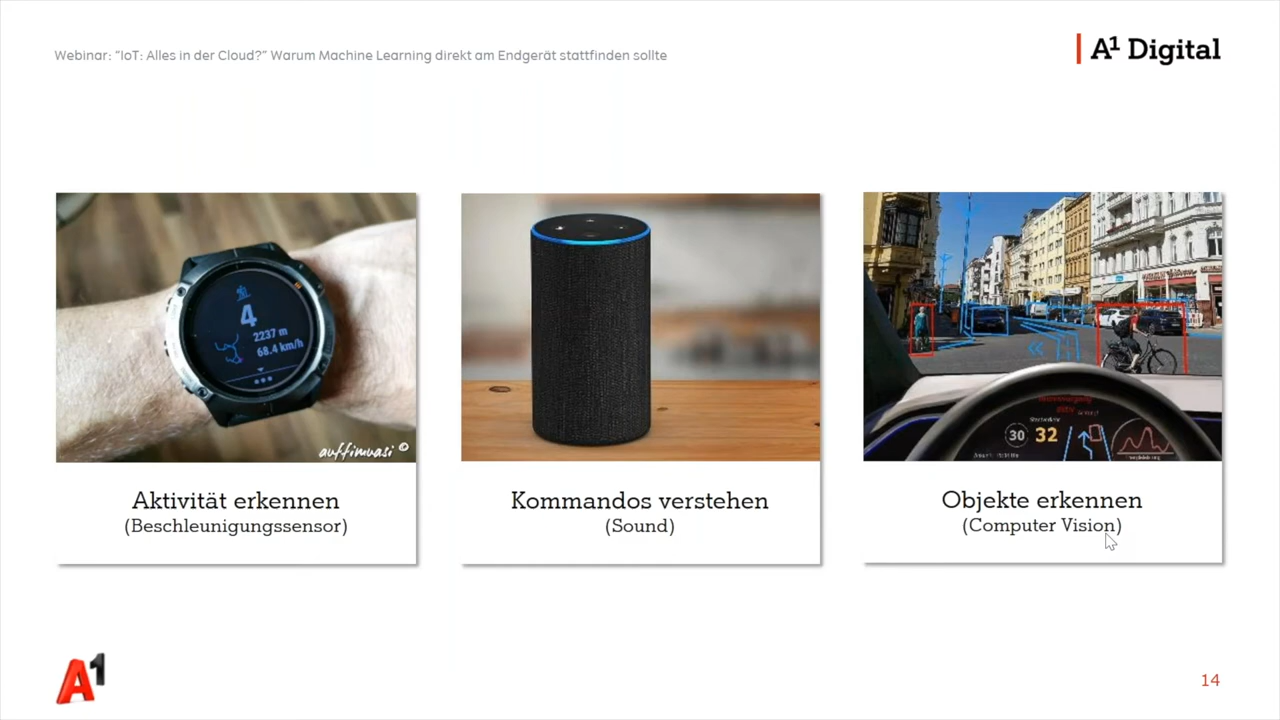 Webinar: "IoT: Alles in der Cloud?" Warum Machine Learning direkt am Endgerät stattfinden sollte
A¹ Digital
4
2237 m
68.4 km/h
auffimuasi ©
30
32
Aktivität erkennen
(Beschleunigungssensor)
Kommandos verstehen
(Sound)
Objekte erkennen
(Computer Vision)
A1
14